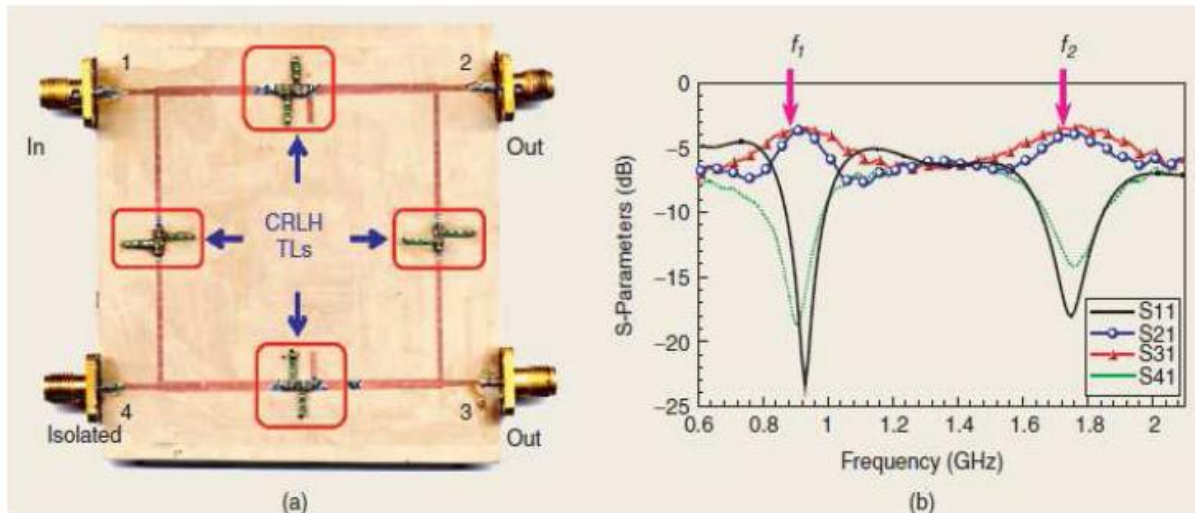 1
2
In
Out
CRLH
TLs
4
3
Isolated
Out
(a)
f1
f2
0
−5
−10
−15
−20
−25
S-Parameters (dB)
S11
S21
S31
S41
0.6
0.8
1
1.2
1.4
1.6
1.8
2
Frequency (GHz)
(b)